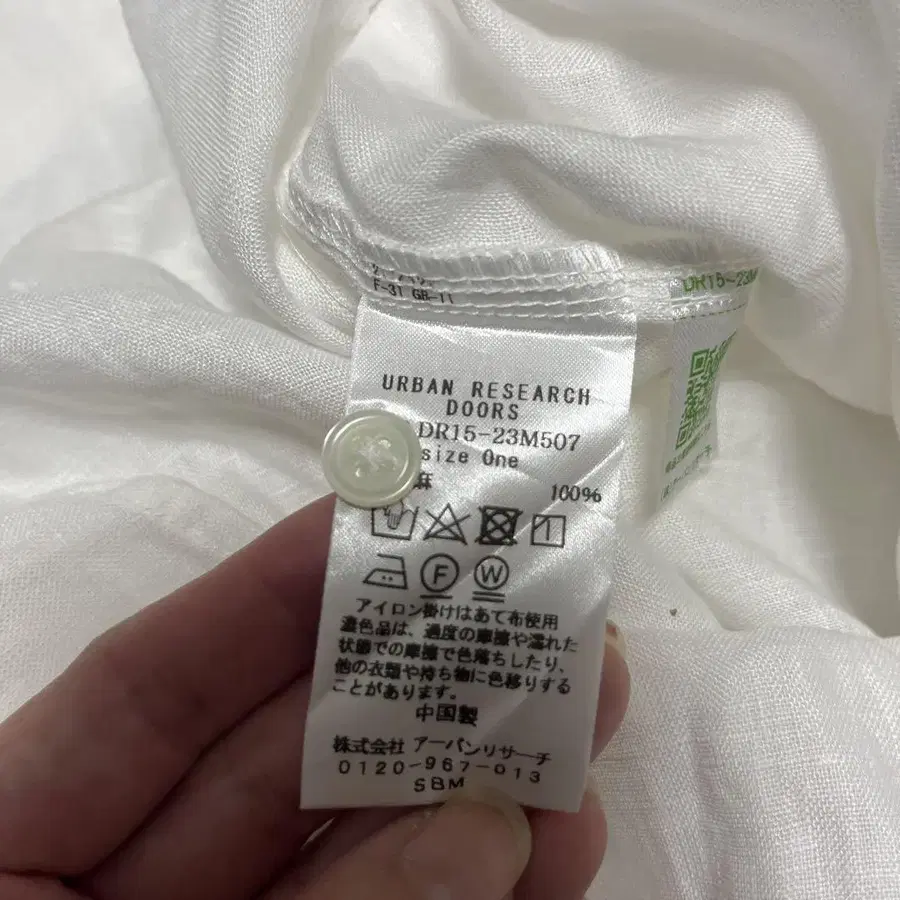 F-31 GB-11
URBAN RESEARCH
DOORS
DR15-23M507
size One
麻 100%
F W
アイロン掛けはあて布使用
濃色品は、過度の摩擦や濡れた
状態での摩擦で色落ちしたり、
他の衣類や持ち物に色移りする
ことがあります。
中国製
株式会社 アーバンリサーチ
0120-967-013
SBM
DR15-23M